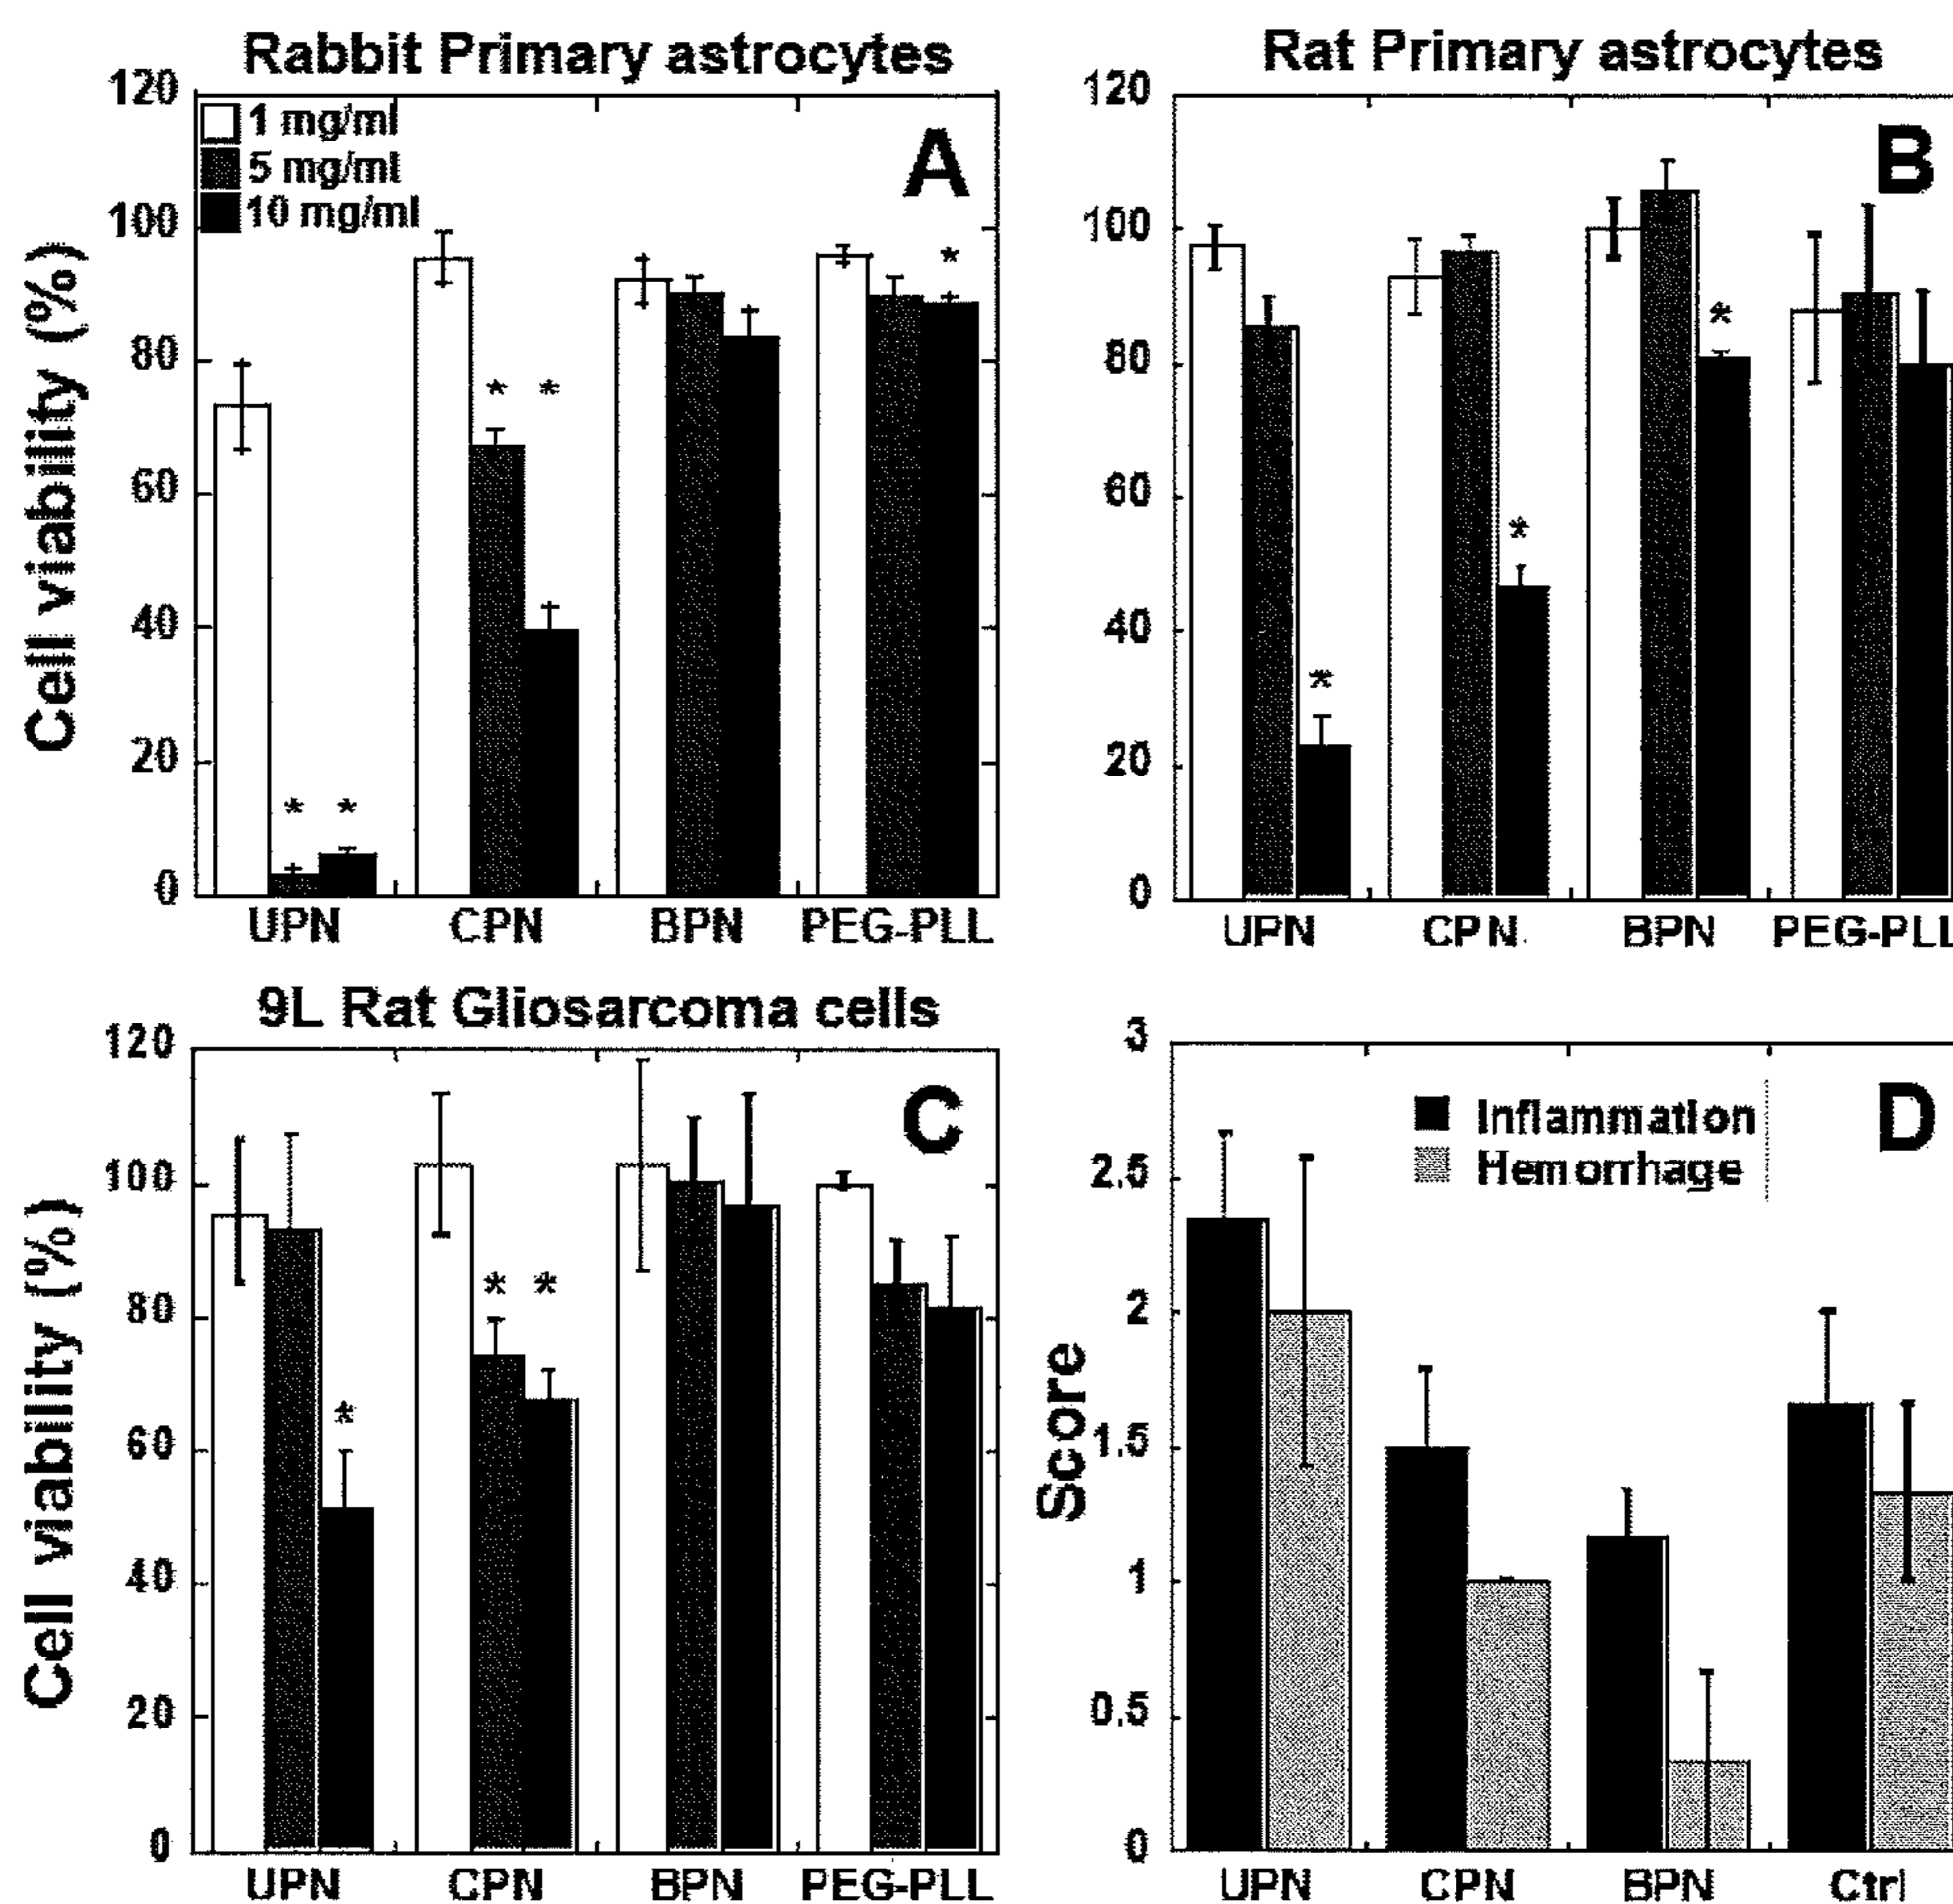 Rabbit Primary astrocytes
A
1 mg/ml
5 mg/ml
10 mg/ml
Cell viability (%)
120
100
80
60
40
20
0
* * * * *
UPN CPN BPN PEG-PLL
Rat Primary astrocytes
B
120
100
80
60
40
20
0
* * *
UPN CPN BPN PEG-PLL
9L Rat Gliosarcoma cells
C
Cell viability (%)
120
100
80
60
40
20
0
* * *
UPN CPN BPN PEG-PLL
D
Inflammation
Hemorrhage
Score
3
2.5
2
1.5
1
0.5
0
UPN CPN BPN Ctrl